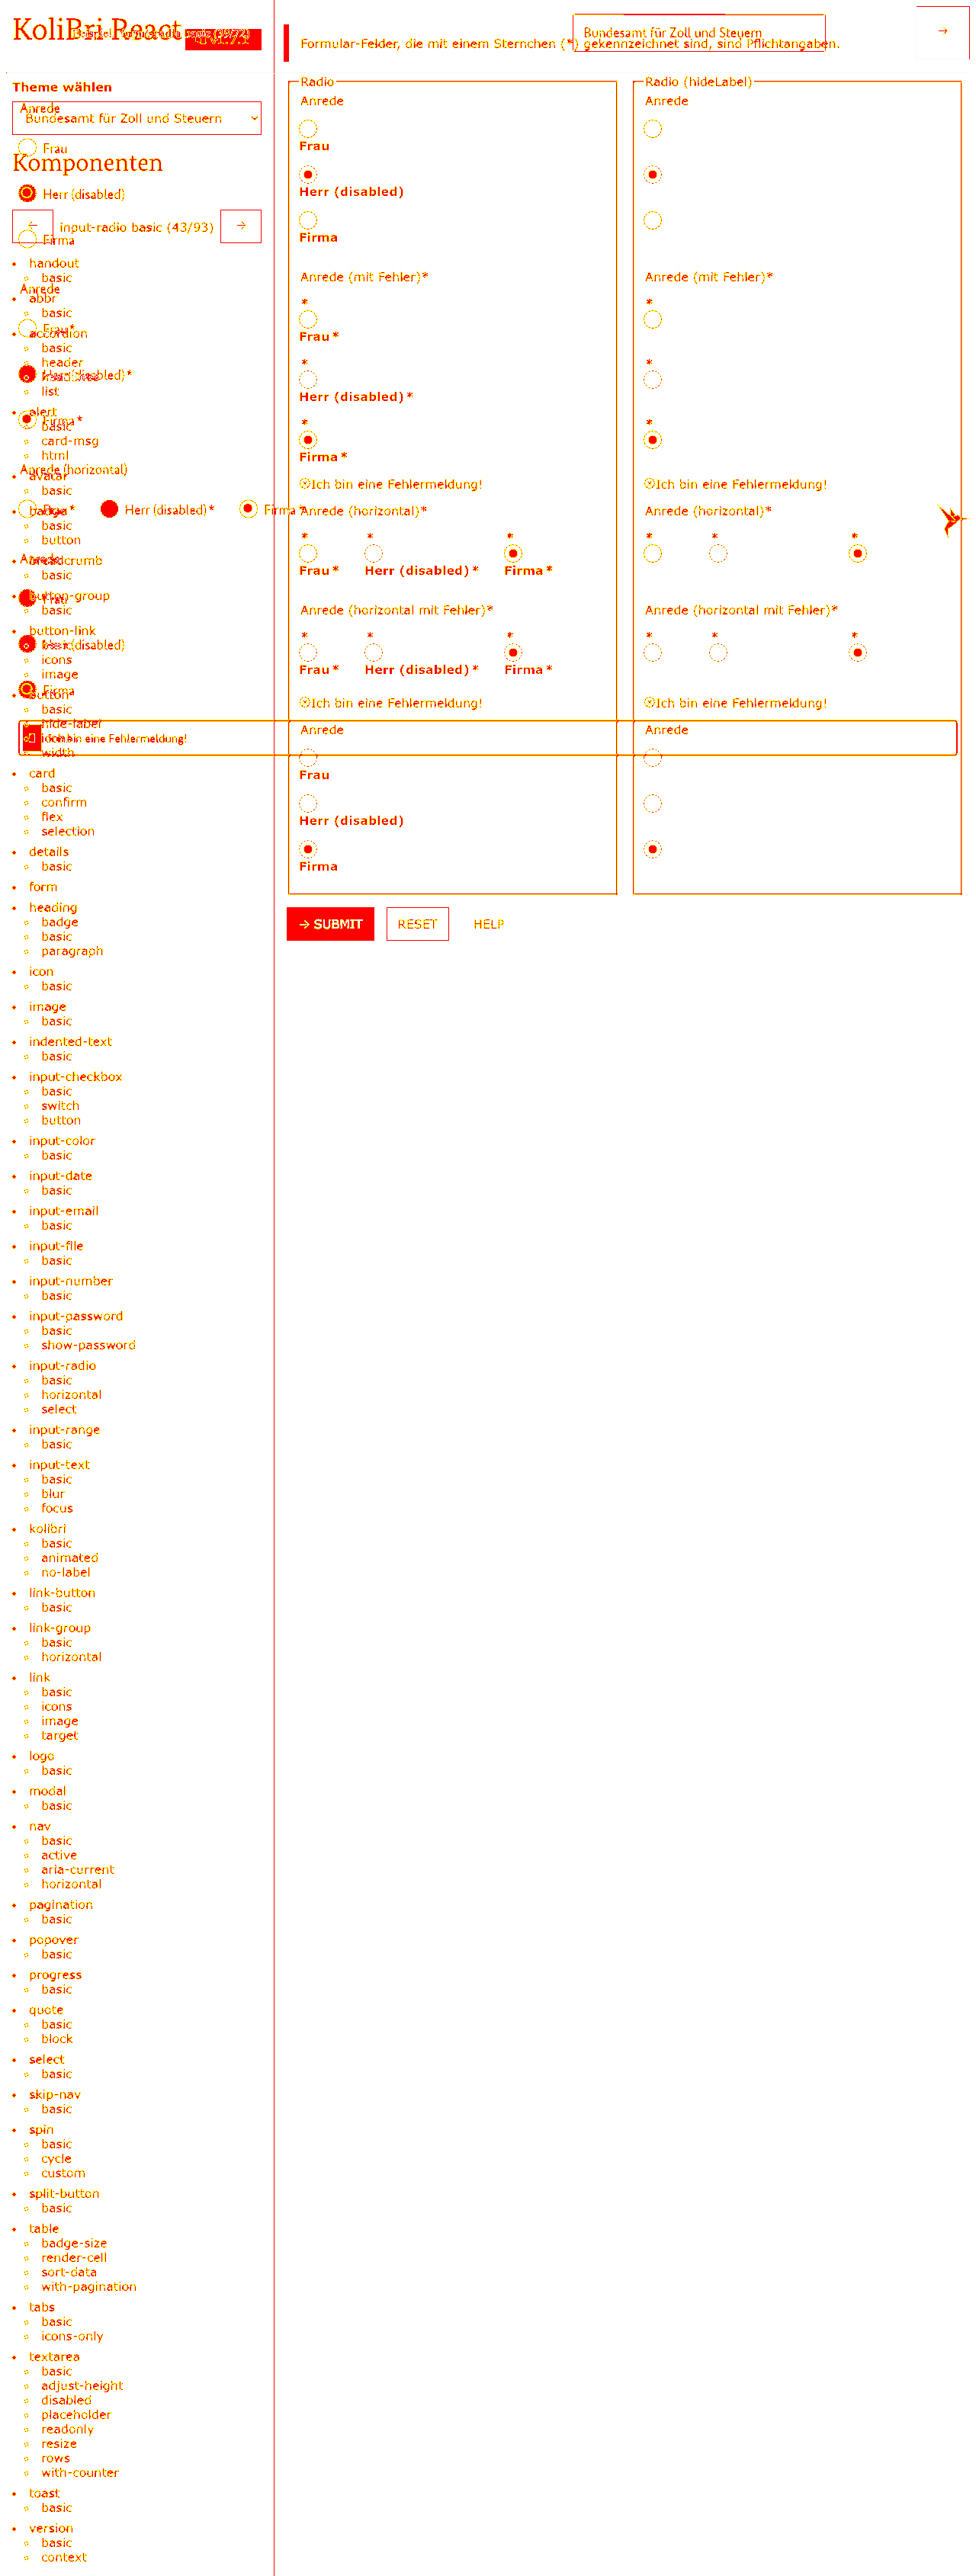 KoliBri React
Bundesamt für Zoll und Steuern
Formular-Felder, die mit einem Sternchen (*) gekennzeichnet sind, sind Pflichtangaben.
Theme wählen
Anrede
Bundesamt für Zoll und Steuern
Frau
Komponenten
Herr (disabled)
input-radio basic (43/93)
Firma
handout
basic
Anrede
abbr
basic
Frau*
accordion
basic
header
list
Herr (disabled)*
alert
basic
Firma*
card-msg
html
Anrede (horizontal)
avatar
basic
badge
basic
button
Herr (disabled)*
Firma
Anrede
breadcrumb
basic
button-group
basic
Frau
button-link
icons
image
(disabled)
button
basic
hide-label
width
Firma
eine Fehlermeldung!
card
basic
confirm
flex
selection
details
basic
form
heading
badge
basic
paragraph
icon
basic
image
basic
indented-text
basic
input-checkbox
basic
switch
button
input-color
basic
input-date
basic
input-email
basic
input-file
basic
input-number
basic
input-password
basic
show-password
input-radio
basic
horizontal
select
input-range
basic
input-text
basic
blur
focus
kolibri
basic
animated
no-label
link-button
basic
link-group
basic
horizontal
link
basic
icons
image
target
logo
basic
modal
basic
nav
basic
active
aria-current
horizontal
pagination
basic
popover
basic
progress
basic
quote
basic
block
select
basic
skip-nav
basic
spin
basic
cycle
custom
split-button
basic
table
badge-size
render-cell
sort-data
with-pagination
tabs
basic
icons-only
textarea
basic
adjust-height
disabled
placeholder
readonly
resize
rows
with-counter
toast
basic
version
basic
context
Radio
Anrede
Frau
Herr (disabled)
Firma
Anrede (mit Fehler)*
*
Frau*
*
Herr (disabled)*
*
Firma*
Ich bin eine Fehlermeldung!
Anrede (horizontal)*
* * *
Frau* Herr (disabled)* Firma*
Anrede (horizontal mit Fehler)*
* * *
Frau* Herr (disabled)* Firma*
Ich bin eine Fehlermeldung!
Anrede
Frau
Herr (disabled)
Firma
Radio (hideLabel)
Anrede
Anrede (mit Fehler)*
*
*
*
Ich bin eine Fehlermeldung!
Anrede (horizontal)*
* * *
Anrede (horizontal mit Fehler)*
* * *
Ich bin eine Fehlermeldung!
Anrede
→ SUBMIT RESET HELP